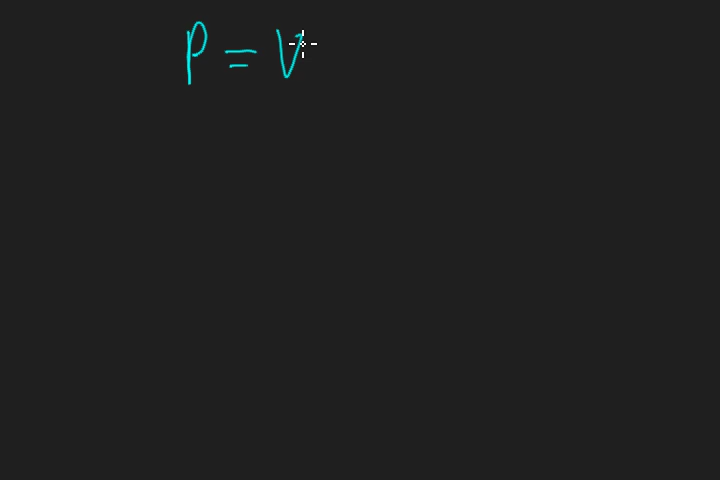 P = V